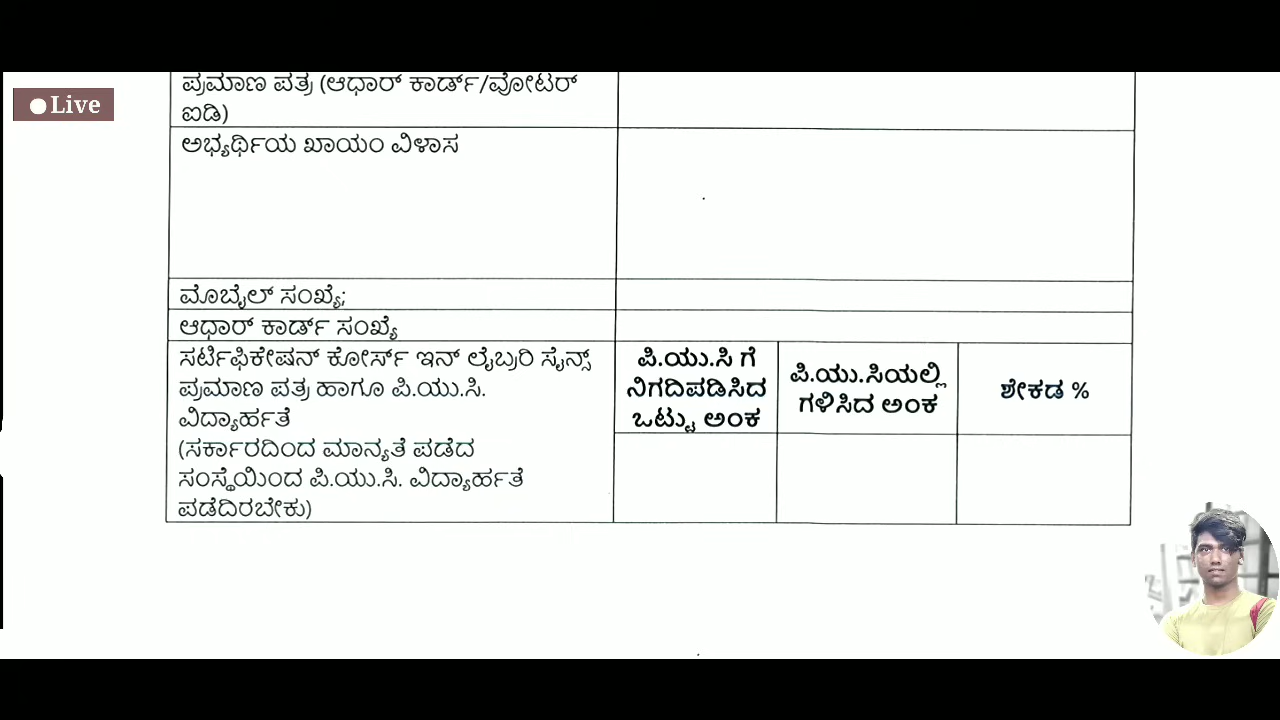 Live
ಪ್ರಮಾಣ ಪತ್ರ (ಆಧಾರ್ ಕಾರ್ಡ್/ವೋಟರ್
ಐಡಿ)
ಅಭ್ಯರ್ಥಿಯ ಖಾಯಂ ವಿಳಾಸ
ಮೊಬೈಲ್ ಸಂಖ್ಯೆ;
ಆಧಾರ್ ಕಾರ್ಡ್ ಸಂಖ್ಯೆ
ಸರ್ಟಿಫಿಕೇಷನ್ ಕೋರ್ಸ್ ಇನ್ ಲೈಬ್ರರಿ ಸೈನ್ಸ್
ಪ್ರಮಾಣ ಪತ್ರ ಹಾಗೂ ಪಿ.ಯು.ಸಿ.
ವಿದ್ಯಾರ್ಹತೆ
(ಸರ್ಕಾರದಿಂದ ಮಾನ್ಯತೆ ಪಡೆದ
ಸಂಸ್ಥೆಯಿಂದ ಪಿ.ಯು.ಸಿ. ವಿದ್ಯಾರ್ಹತೆ
ಪಡೆದಿರಬೇಕು)
ಪಿ.ಯು.ಸಿ ಗೆ
ನಿಗದಿಪಡಿಸಿದ
ಒಟ್ಟು ಅಂಕ
ಪಿ.ಯು.ಸಿಯಲ್ಲಿ
ಗಳಿಸಿದ ಅಂಕ
ಶೇಕಡ %